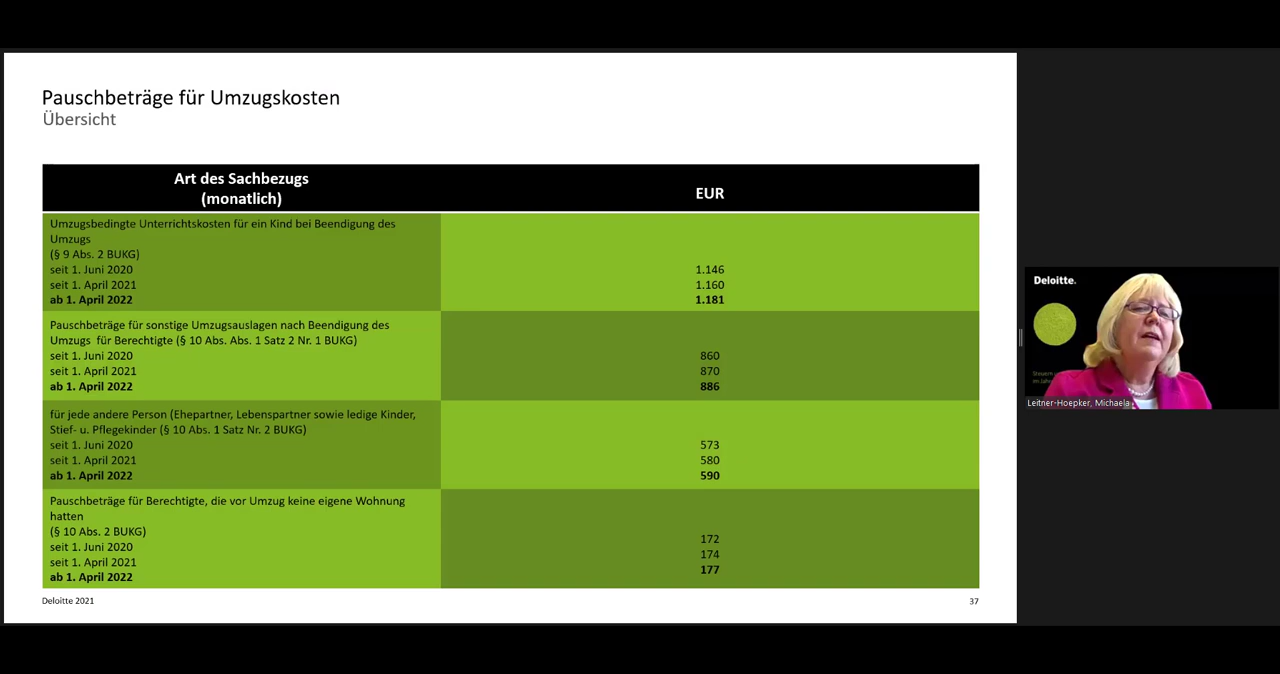 Pauschbeträge für Umzugskosten
Übersicht
Art des Sachbezugs
(monatlich)
EUR
Umzugsbedingte Unterrichtskosten für ein Kind bei Beendigung des
Umzugs
(§ 9 Abs. 2 BUKG)
seit 1. Juni 2020
1.146
seit 1. April 2021
1.160
ab 1. April 2022
1.181
Pauschbeträge für sonstige Umzugsauslagen nach Beendigung des
Umzugs für Berechtigte (§ 10 Abs. Abs. 1 Satz 2 Nr. 1 BUKG)
seit 1. Juni 2020
860
seit 1. April 2021
870
ab 1. April 2022
886
für jede andere Person (Ehepartner, Lebenspartner sowie ledige Kinder,
Stief- u. Pflegekinder (§ 10 Abs. 1 Satz Nr. 2 BUKG)
seit 1. Juni 2020
573
seit 1. April 2021
580
ab 1. April 2022
590
Pauschbeträge für Berechtigte, die vor Umzug keine eigene Wohnung
hatten
(§ 10 Abs. 2 BUKG)
seit 1. Juni 2020
172
seit 1. April 2021
174
ab 1. April 2022
177
Deloitte 2021
37
Deloitte.
Steuern
im Jahr
Leitner-Hoepker, Michaela